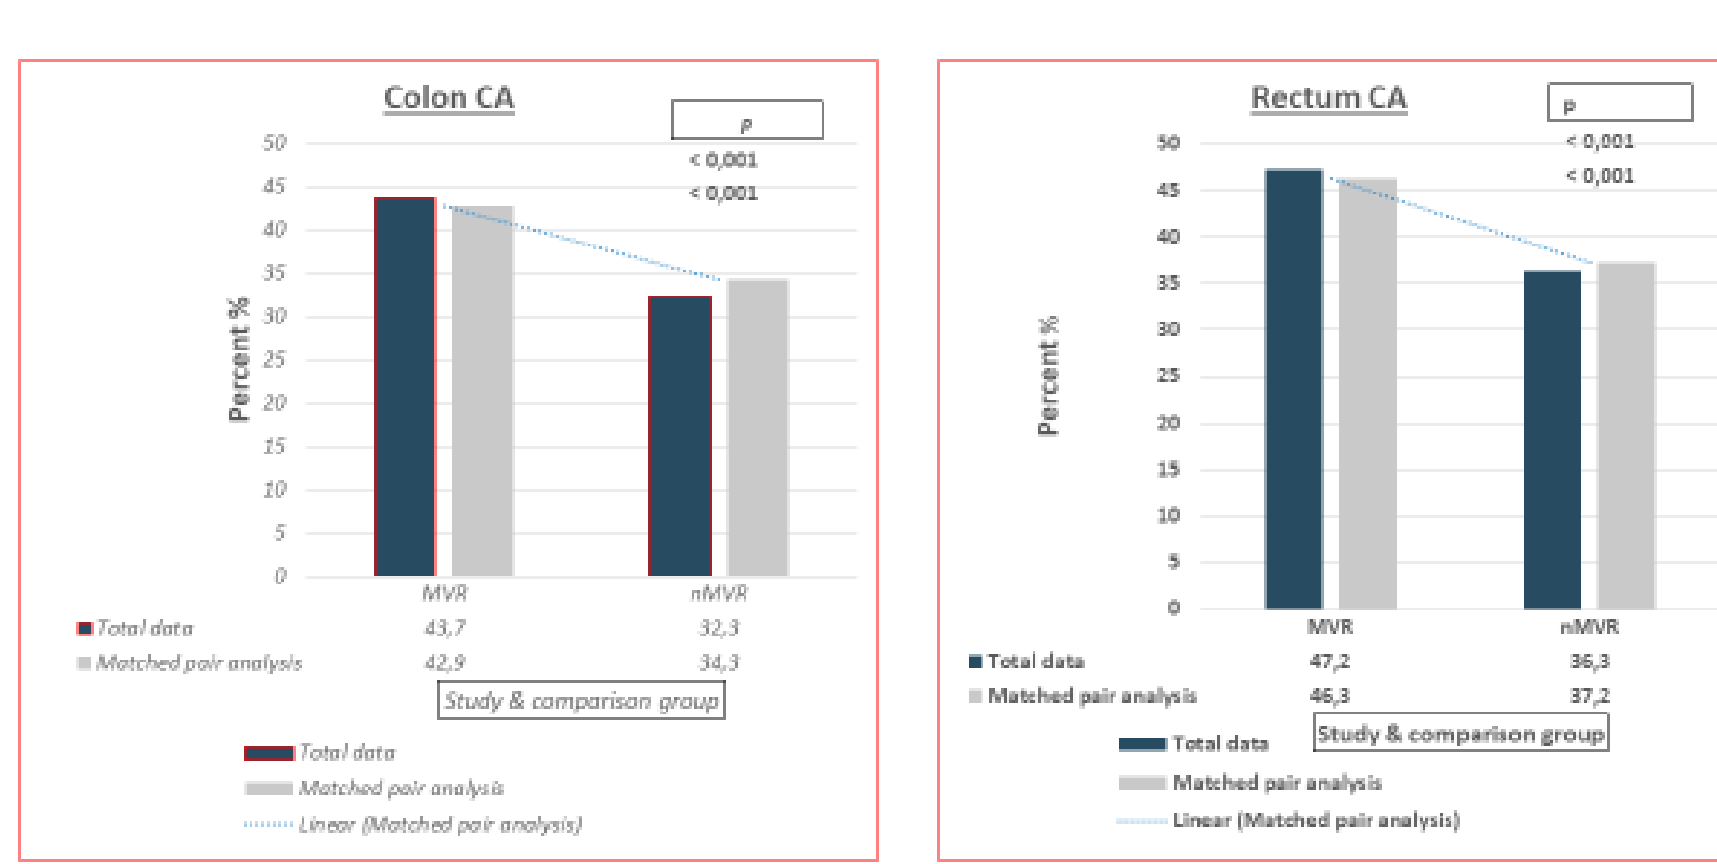 Colon CA
p
50
< 0,001
45
< 0,001
40
35
30
25
20
15
10
5
0
Percent %
MVR nMVR
Total data 43,7 32,3
Matched pair analysis 42,9 34,3
Study & comparison group
Total data
Matched pair analysis
Linear (Matched pair analysis)
Rectum CA
p
50
< 0,001
45
< 0,001
40
35
30
25
20
15
10
5
0
Percent %
MVR nMVR
Total data 47,2 36,3
Matched pair analysis 46,3 37,2
Study & comparison group
Total data
Matched pair analysis
Linear (Matched pair analysis)